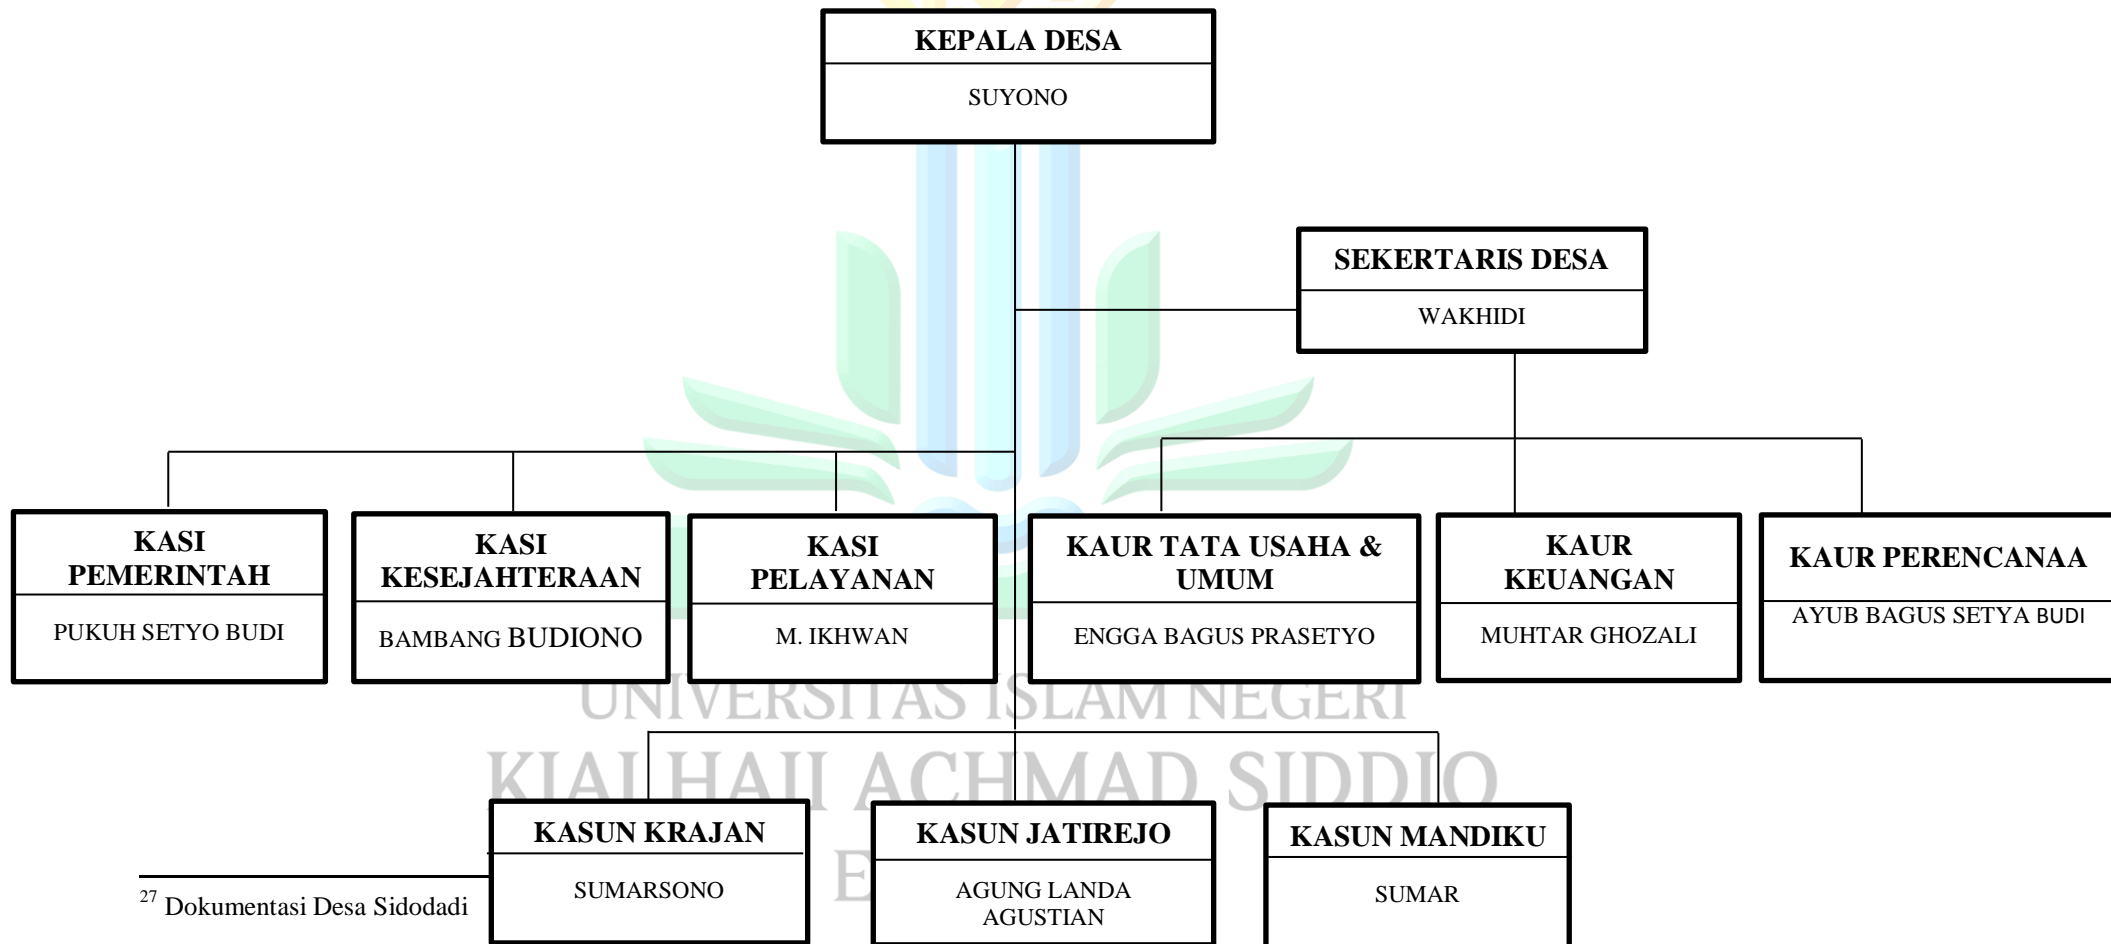 KEPALA DESA
SUYONO
SEKERTARIS DESA
WAKHIDI
KASI
PEMERINTAH
PUKUH SETYO BUDI
KASI
KESEJAHTERAAN
BAMBANG BUDIONO
KASI
PELAYANAN
M. IKHWAN
KAUR TATA USAHA &
UMUM
ENGGA BAGUS PRASETYO
KAUR
KEUANGAN
MUHTAR GHOZALI
KAUR PERENCANAA
AYUB BAGUS SETYA BUDI
UNIVERSITAS ISLAM NEGERI
KIAI HAJI ACHMAD SIDDIQ
KASUN KRAJAN
SUMARSONO
KASUN JATIREJO
AGUNG LANDA
AGUSTIAN
KASUN MANDIKU
SUMAR
27 Dokumentasi Desa Sidodadi